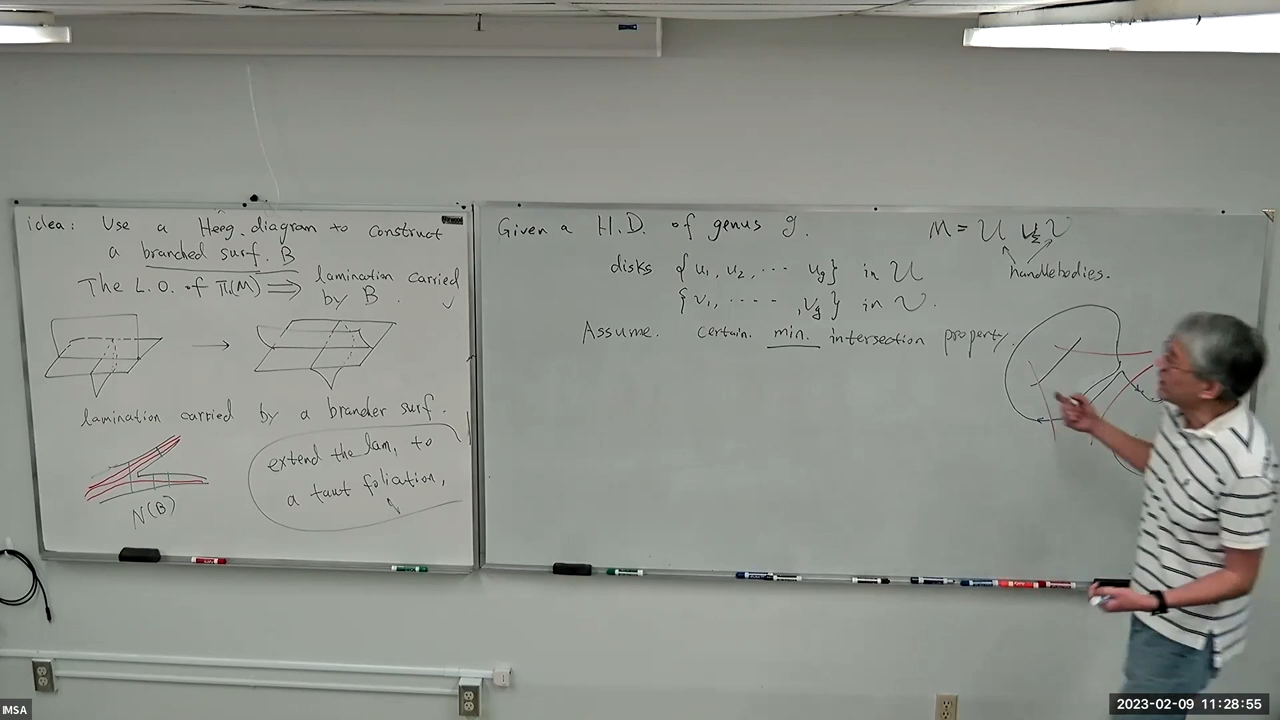 idea: Use a Heeg. diagram to construct
a branched surf. B
The L.O. of π(M) ⟹ lamination carried
by B.
lamination carried by a brander surf.
extend the lam, to
a taut foliation,
N(B)
Given a H.D. of genus g.
M = U ∪_Σ V
handlebodies.
disks {u₁, u₂, ⋯ u_g} in U
{v₁, ⋯ , v_g} in V.
Assume. certain. min. intersection property.
IMSA
2023-02-09 11:28:55